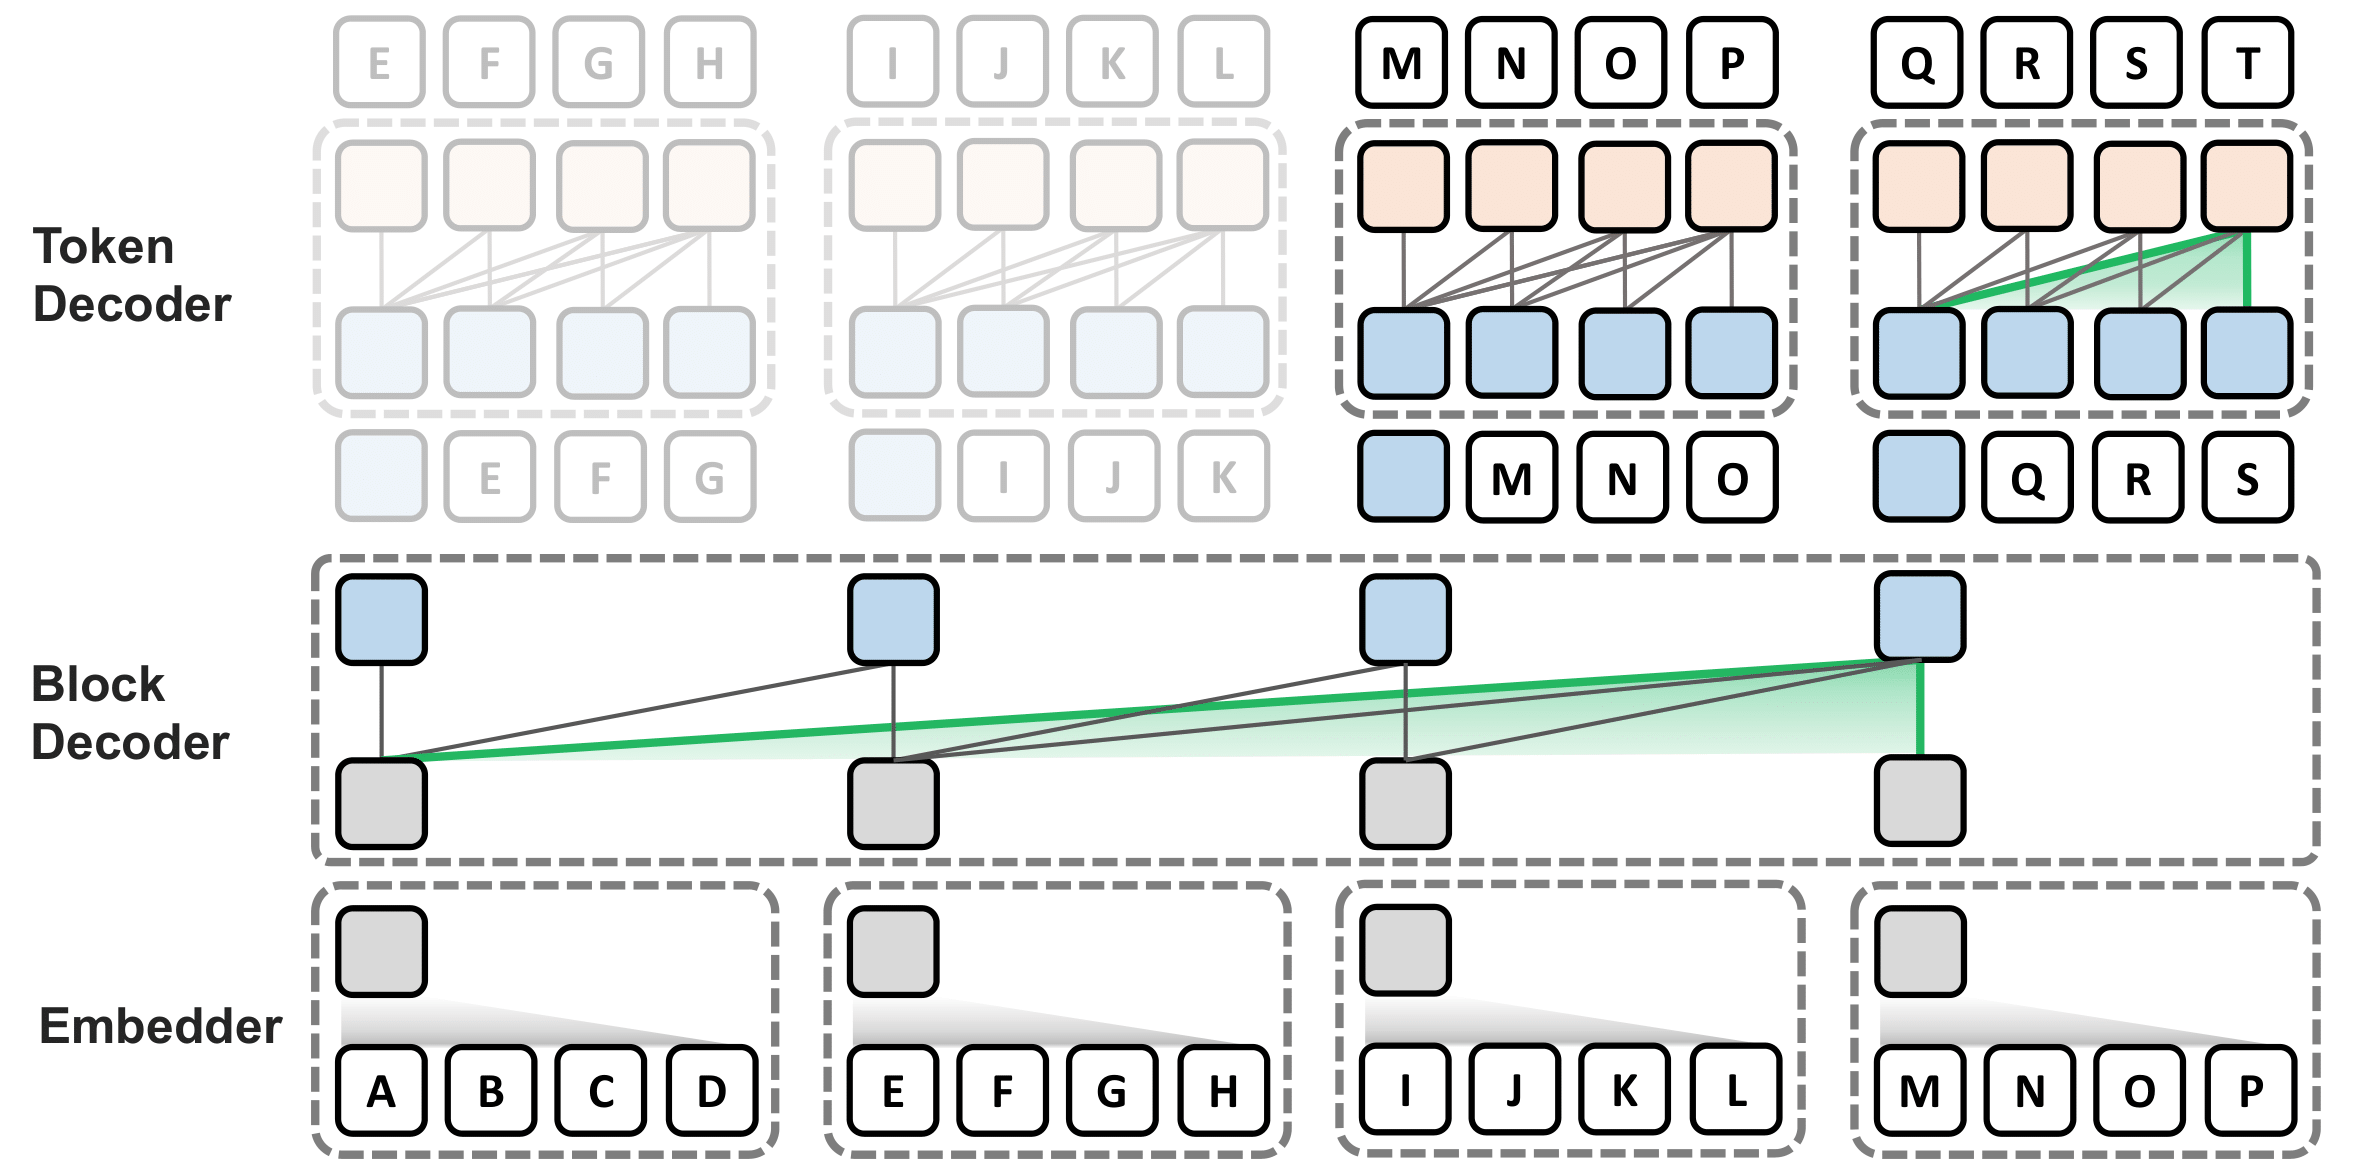 E F G H I J K L M N O P Q R S T
Token
Decoder
E F G I J K M N O Q R S
Block
Decoder
Embedder
A B C D E F G H I J K L M N O P